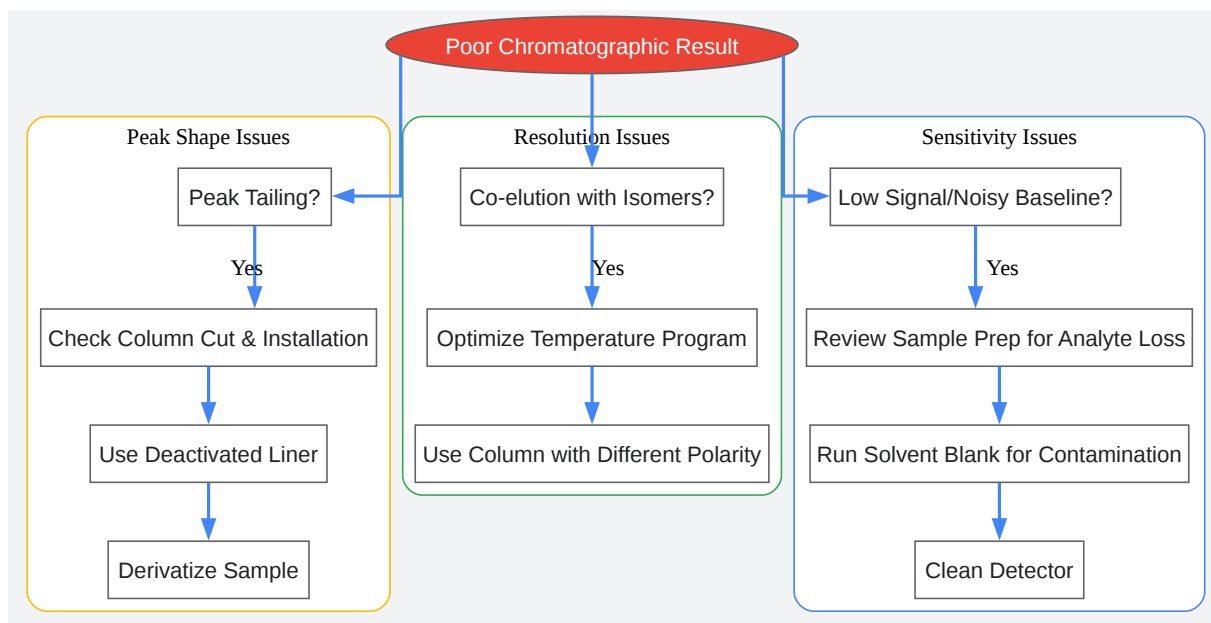 Poor Chromatographic Result
Peak Shape Issues
Peak Tailing?
Yes
Check Column Cut & Installation
Use Deactivated Liner
Derivatize Sample
Resolution Issues
Co-elution with Isomers?
Yes
Optimize Temperature Program
Use Column with Different Polarity
Sensitivity Issues
Low Signal/Noisy Baseline?
Yes
Review Sample Prep for Analyte Loss
Run Solvent Blank for Contamination
Clean Detector